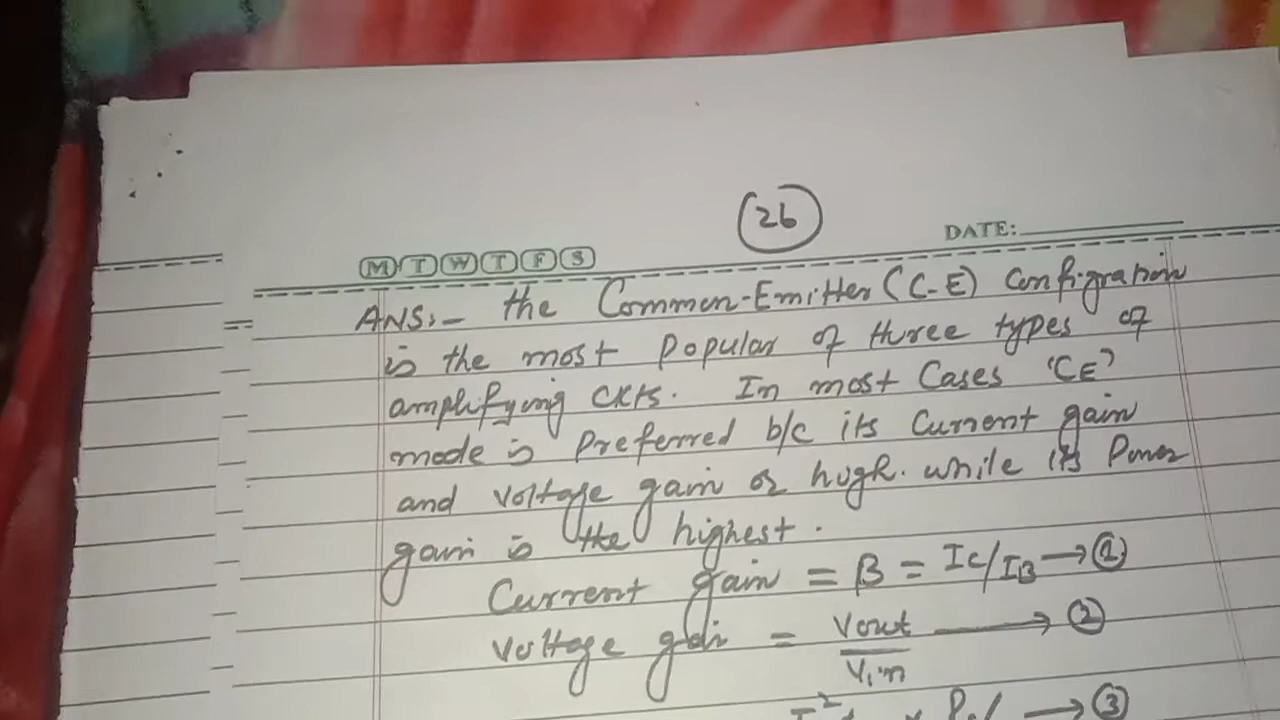 26
DATE:
M T W T F S
ANS:- the Common-Emitter (C-E) Configration
is the most popular of three types of
amplifying CKTS. In most Cases 'CE'
mode is preferred b/c its Current gain
and voltage gain is high. while its Power
gain is the highest.
Current gain = β = IC/IB → 1
voltage gain = Vout → 2
Vin
→ 3